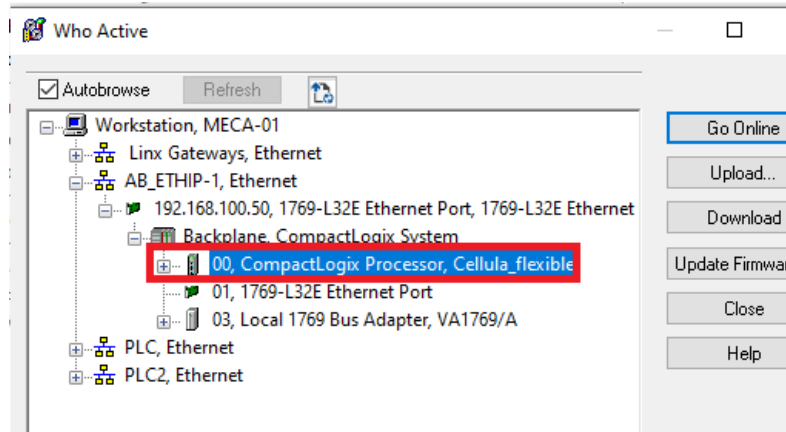 Who Active
Autobrowse
Refresh
Workstation, MECA-01
Linx Gateways, Ethernet
AB_ETHIP-1, Ethernet
192.168.100.50, 1769-L32E Ethernet Port, 1769-L32E Ethernet
Backplane, CompactLogix System
00, CompactLogix Processor, Cellula_flexible
01, 1769-L32E Ethernet Port
03, Local 1769 Bus Adapter, VA1769/A
PLC, Ethernet
PLC2, Ethernet
Go Online
Upload...
Download
Update Firmwar
Close
Help